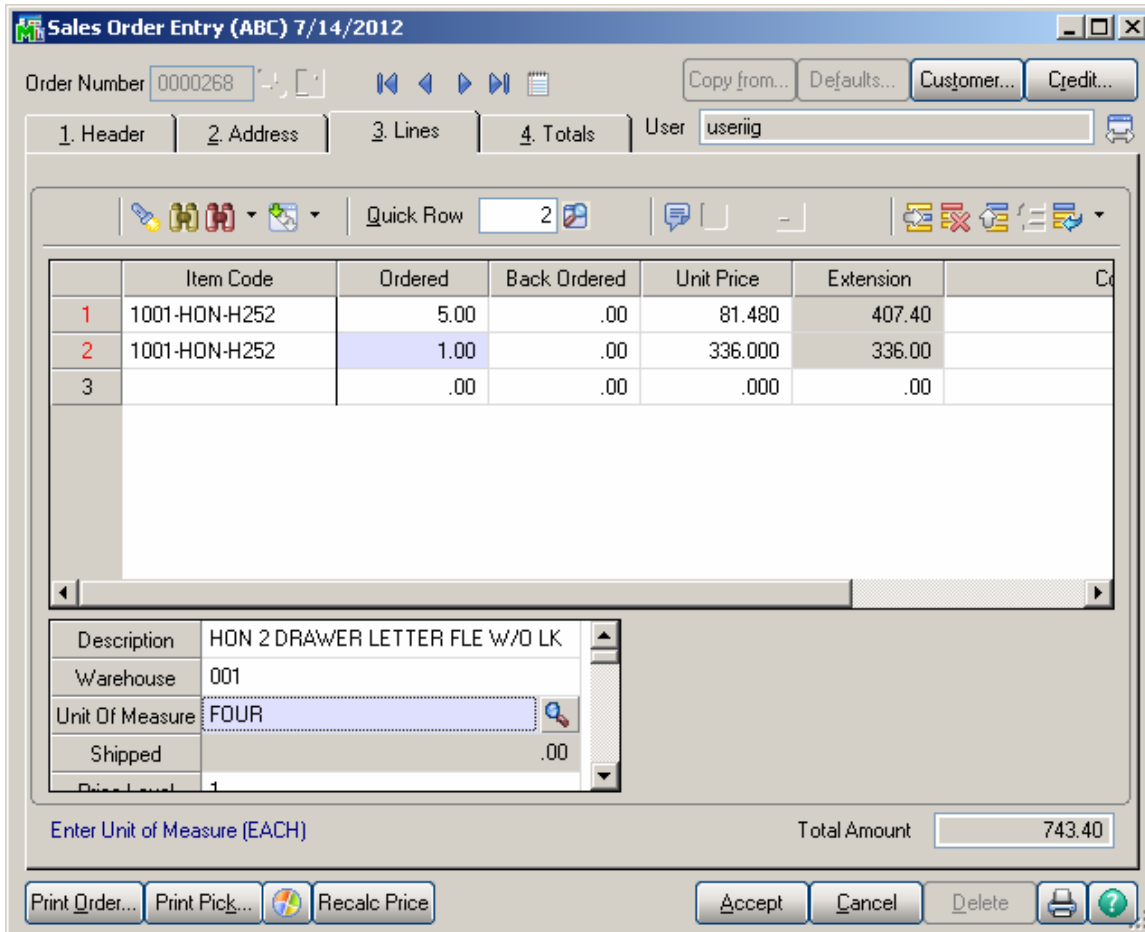 Sales Order Entry (ABC) 7/14/2012
Order Number 0000268 Copy from... Defaults... Customer... Credit...
1. Header 2. Address 3. Lines 4. Totals User useriig
Quick Row 2
Item Code Ordered Back Ordered Unit Price Extension
1 1001-HON-H252 5.00 .00 81.480 407.40
2 1001-HON-H252 1.00 .00 336.000 336.00
3 .00 .00 .000 .00
Description HON 2 DRAWER LETTER FLE W/O LK
Warehouse 001
Unit Of Measure FOUR
Shipped .00
Price Level 1
Enter Unit of Measure (EACH) Total Amount 743.40
Print Order... Print Pick... Recalc Price Accept Cancel Delete